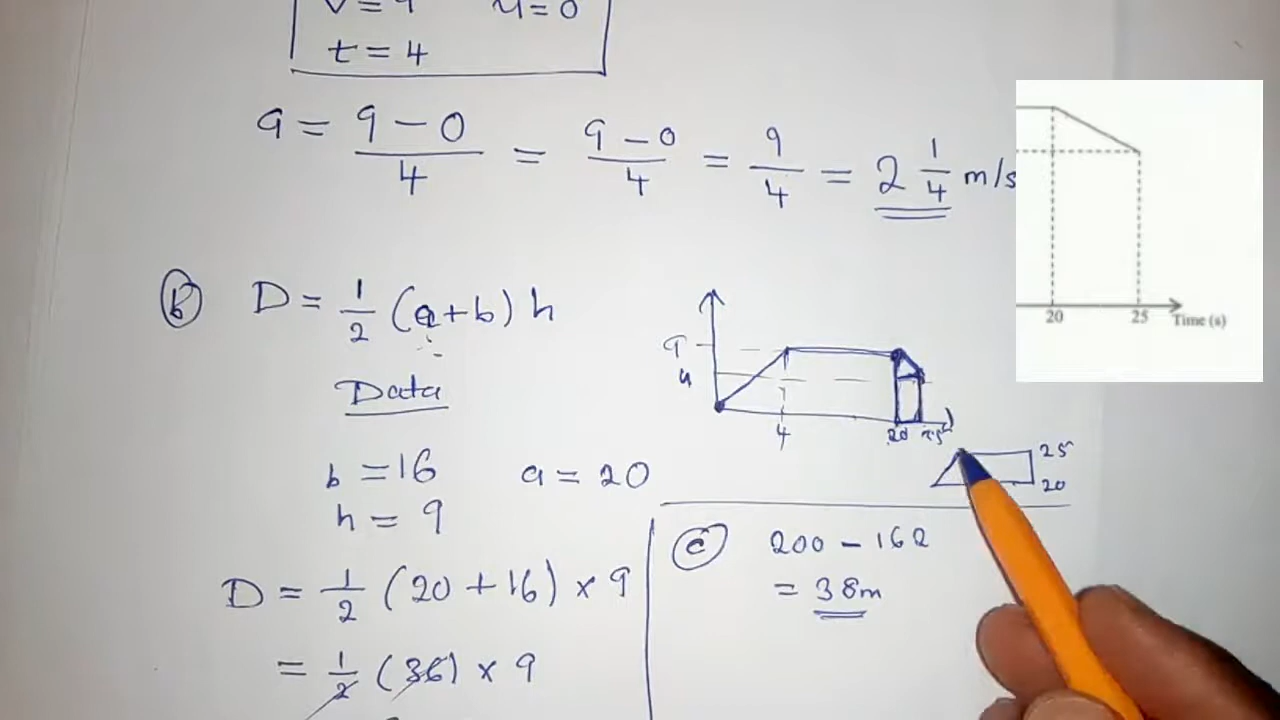 v = 9 u = 0
t = 4
a = 9 - 0 / 4 = 9 - 0 / 4 = 9 / 4 = 2 1/4 m/s
20 25 Time (s)
(b) D = 1/2 (a+b) h
Data
b = 16 a = 20
h = 9
D = 1/2 (20 + 16) × 9
= 1/2 (36) × 9
9
u
4 20 25
25
20
(c) 200 - 162
= 38m